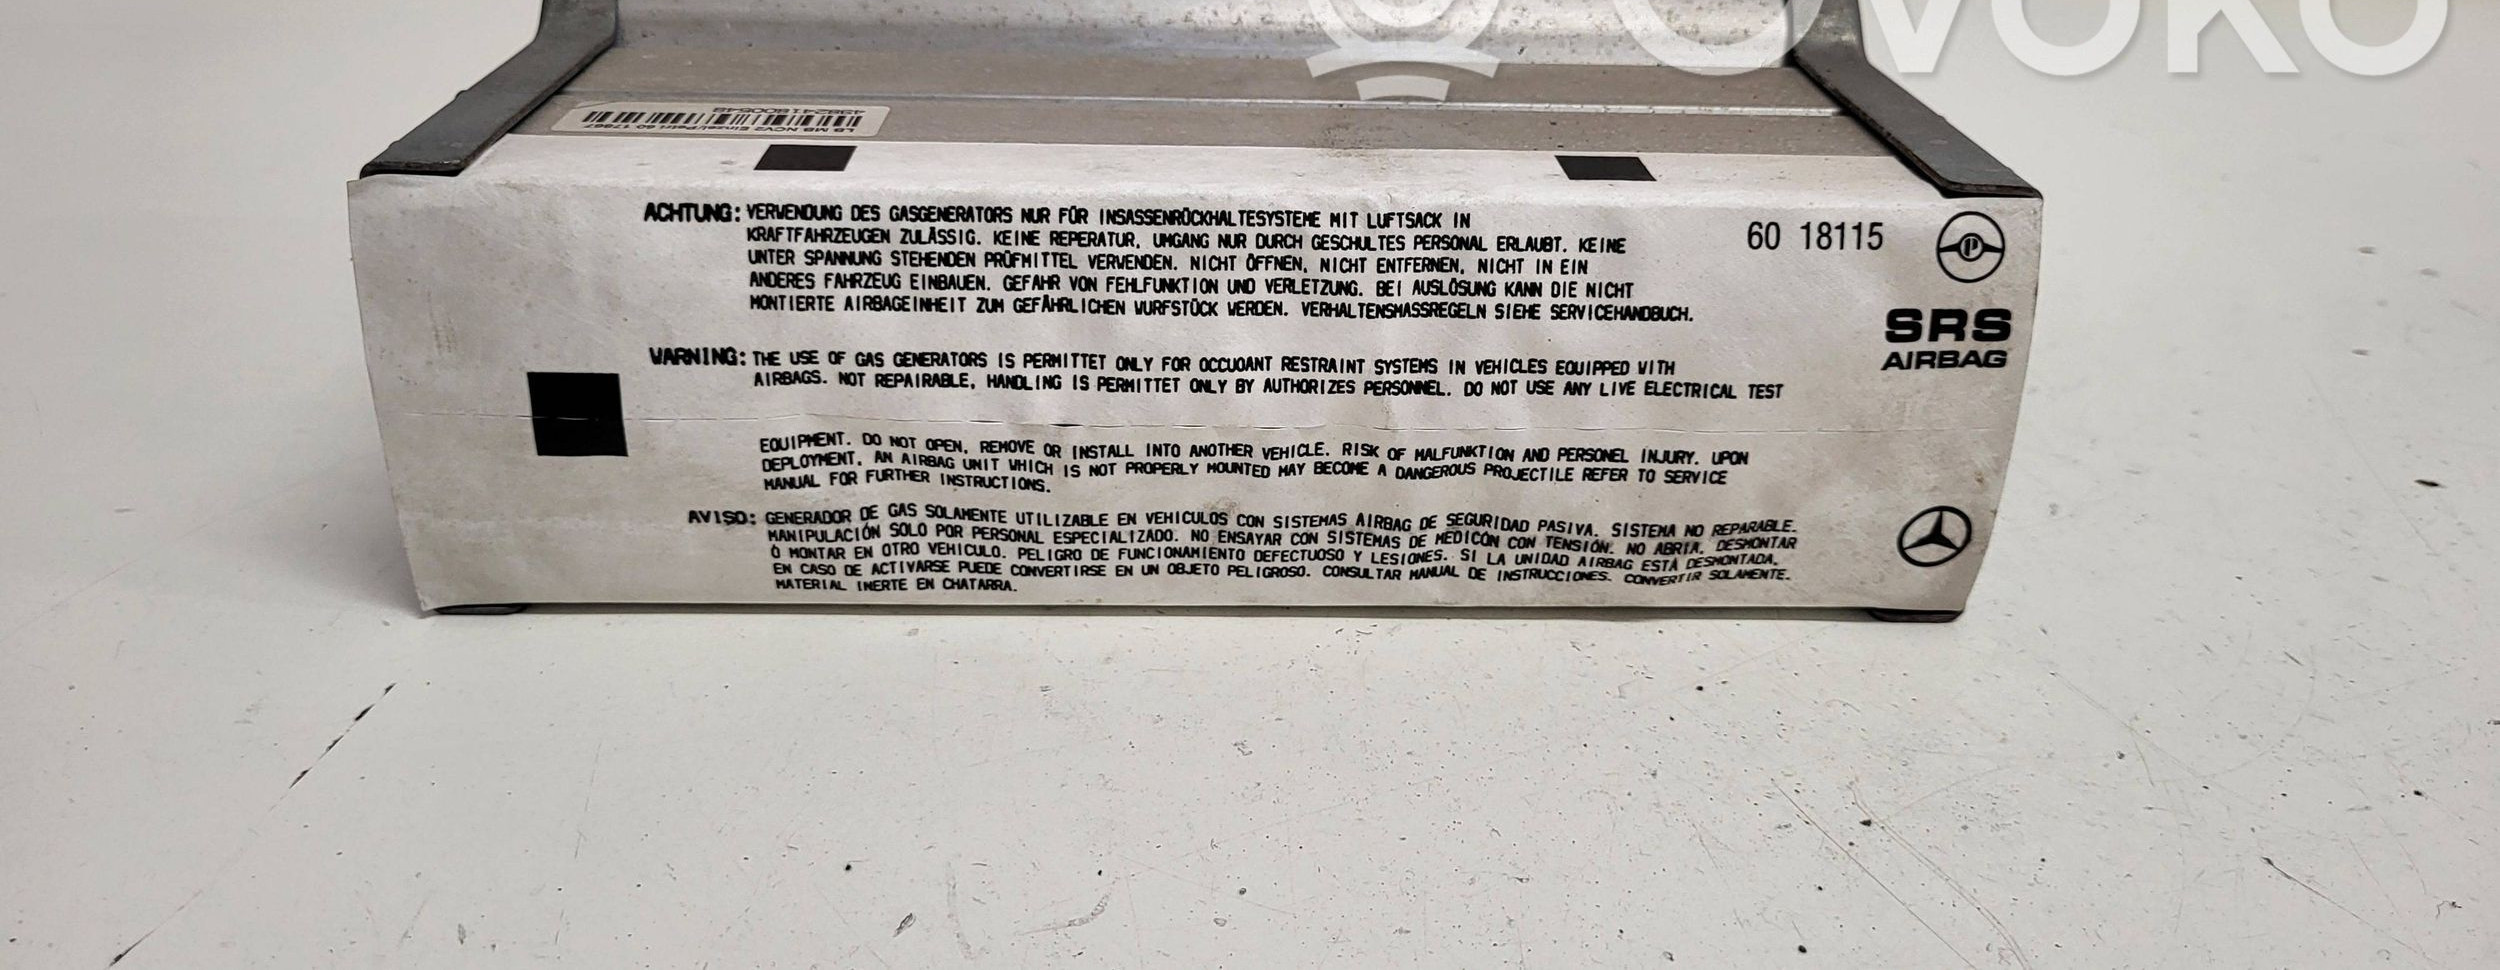 OVOKO
LB MB NCV2 Einzel/Petri 60 17867
ACHTUNG: VERWENDUNG DES GASGENERATORS NUR FÜR INSASSENRÜCKHALTESYSTEME MIT LUFTSACK IN
KRAFTFAHRZEUGEN ZULÄSSIG. KEINE REPERATUR, UMGANG NUR DURCH GESCHULTES PERSONAL ERLAUBT. KEINE
UNTER SPANNUNG STEHENDEN PRÜFMITTEL VERWENDEN. NICHT ÖFFNEN, NICHT ENTFERNEN, NICHT IN EIN
ANDERES FAHRZEUG EINBAUEN. GEFAHR VON FEHLFUNKTION UND VERLETZUNG. BEI AUSLÖSUNG KANN DIE NICHT
MONTIERTE AIRBAGEINHEIT ZUM GEFÄHRLICHEN WURFSTÜCK WERDEN. VERHALTENSMASSREGELN SIEHE SERVICEHANDBUCH.
60 18115
P
SRS
AIRBAG
WARNING: THE USE OF GAS GENERATORS IS PERMITTET ONLY FOR OCCUOANT RESTRAINT SYSTEMS IN VEHICLES EQUIPPED WITH
AIRBAGS. NOT REPAIRABLE, HANDLING IS PERMITTET ONLY BY AUTHORIZES PERSONNEL. DO NOT USE ANY LIVE ELECTRICAL TEST
EQUIPMENT. DO NOT OPEN, REMOVE OR INSTALL INTO ANOTHER VEHICLE. RISK OF MALFUNKTION AND PERSONEL INJURY. UPON
DEPLOYMENT, AN AIRBAG UNIT WHICH IS NOT PROPERLY MOUNTED MAY BECOME A DANGEROUS PROJECTILE REFER TO SERVICE
MANUAL FOR FURTHER INSTRUCTIONS.
AVISO: GENERADOR DE GAS SOLAMENTE UTILIZABLE EN VEHICULOS CON SISTEMAS AIRBAG DE SEGURIDAD PASIVA. SISTEMA NO REPARABLE.
MANIPULACIÓN SOLO POR PERSONAL ESPECIALIZADO. NO ENSAYAR CON SISTEMAS DE MEDICÓN CON TENSIÓN. NO ABRIA, DESMONTAR
O MONTAR EN OTRO VEHICULO. PELIGRO DE FUNCIONAMIENTO DEFECTUOSO Y LESIONES. SI LA UNIDAD AIRBAG ESTÁ DESMONTADA,
EN CASO DE ACTIVARSE PUEDE CONVERTIRSE EN UN OBJETO PELIGROSO. CONSULTAR MANUAL DE INSTRUCCIONES. CONVERTIR SOLAMENTE.
MATERIAL INERTE EN CHATARRA.